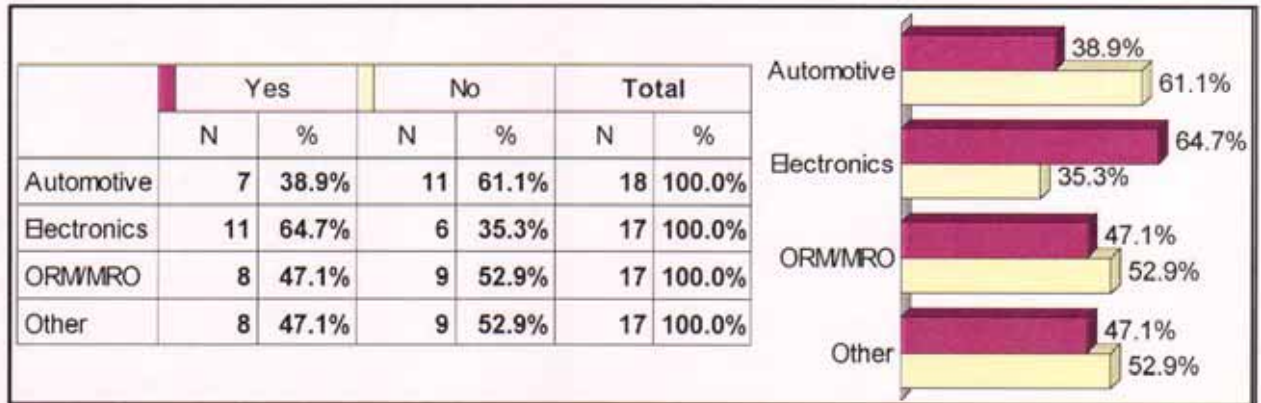 Yes No Total
N % N % N %
Automotive 7 38.9% 11 61.1% 18 100.0%
Electronics 11 64.7% 6 35.3% 17 100.0%
ORM/MRO 8 47.1% 9 52.9% 17 100.0%
Other 8 47.1% 9 52.9% 17 100.0%
Automotive 38.9%
61.1%
Electronics 64.7%
35.3%
ORM/MRO 47.1%
52.9%
Other 47.1%
52.9%